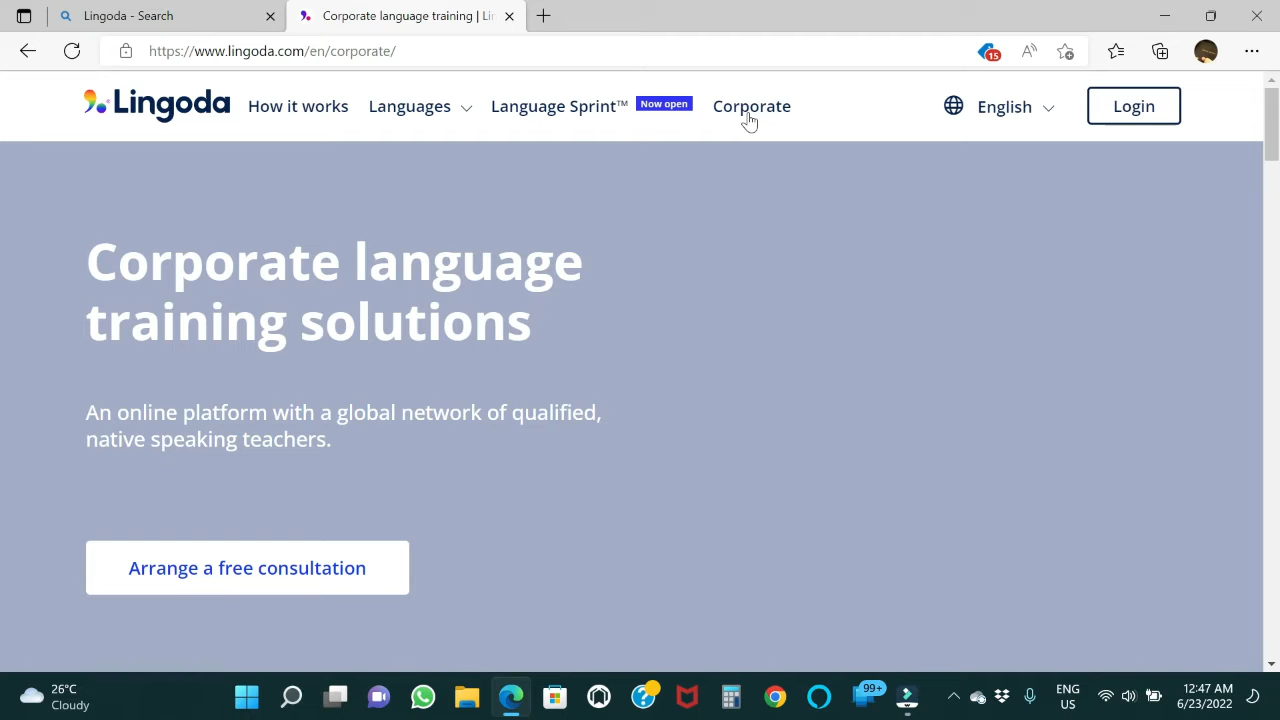 Lingoda - Search
Corporate language training | Lin
https://www.lingoda.com/en/corporate/
15
Lingoda
How it works
Languages
Language Sprint™
Now open
Corporate
English
Login
Corporate language
training solutions
An online platform with a global network of qualified,
native speaking teachers.
Arrange a free consultation
26°C
Cloudy
99+
ENG
US
12:47 AM
6/23/2022